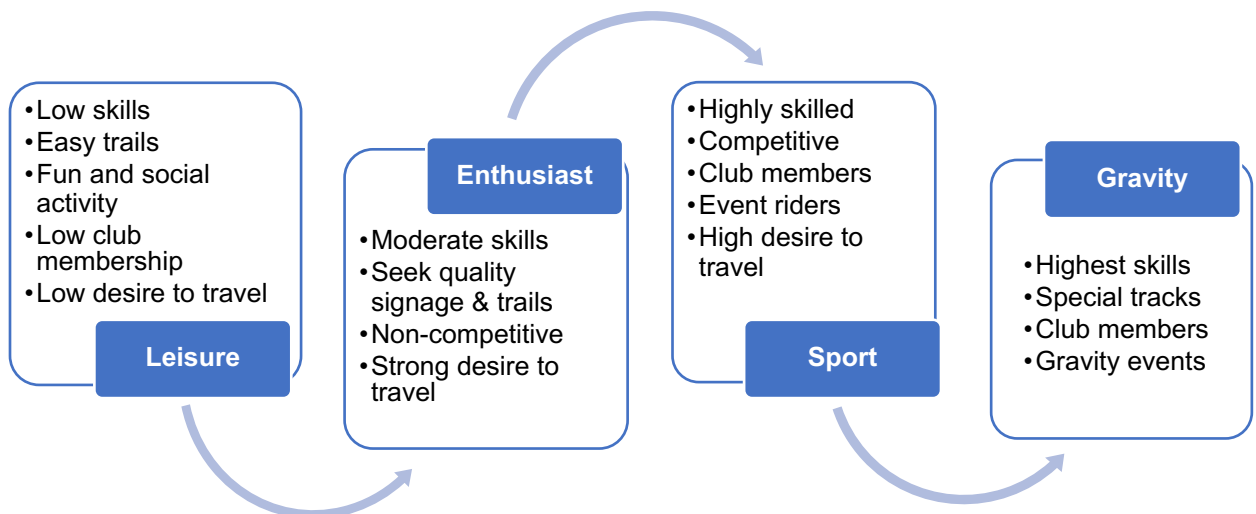 •Low skills
•Easy trails
•Fun and social
activity
•Low club
membership
•Low desire to travel
Leisure
Enthusiast
•Moderate skills
•Seek quality
signage & trails
•Non-competitive
•Strong desire to
travel
•Highly skilled
•Competitive
•Club members
•Event riders
•High desire to
travel
Sport
Gravity
•Highest skills
•Special tracks
•Club members
•Gravity events